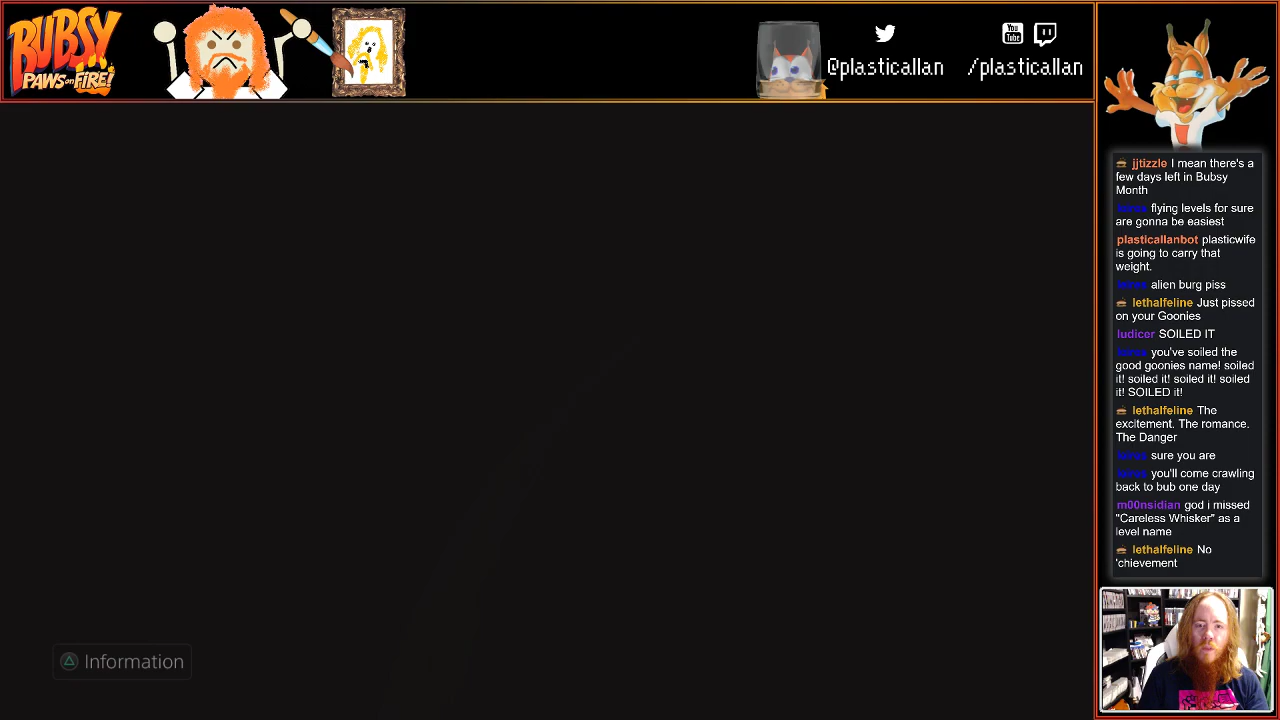 BUBSY
PAWS on FIRE!
@plasticallan
You
Tube
/plasticallan
jjtizzle I mean there's a
few days left in Bubsy
Month
flying levels for sure
are gonna be easiest
plasticallanbot plasticwife
is going to carry that
weight.
alien burg piss
lethalfeline Just pissed
on your Goonies
ludicer SOILED IT
you've soiled the
good goonies name! soiled
it! soiled it! soiled it! soiled
it! SOILED it!
lethalfeline The
excitement. The romance.
The Danger
sure you are
you'll come crawling
back to bub one day
m00nsidian god i missed
"Careless Whisker" as a
level name
lethalfeline No
'chievement
Information